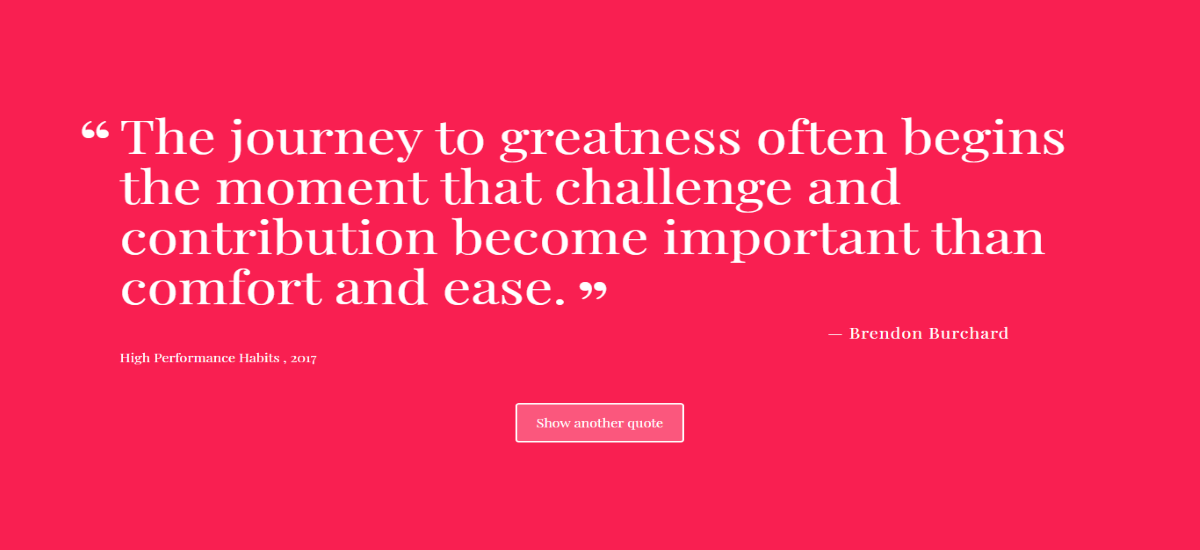 “ The journey to greatness often begins
the moment that challenge and
contribution become important than
comfort and ease. ”
— Brendon Burchard
High Performance Habits , 2017
Show another quote